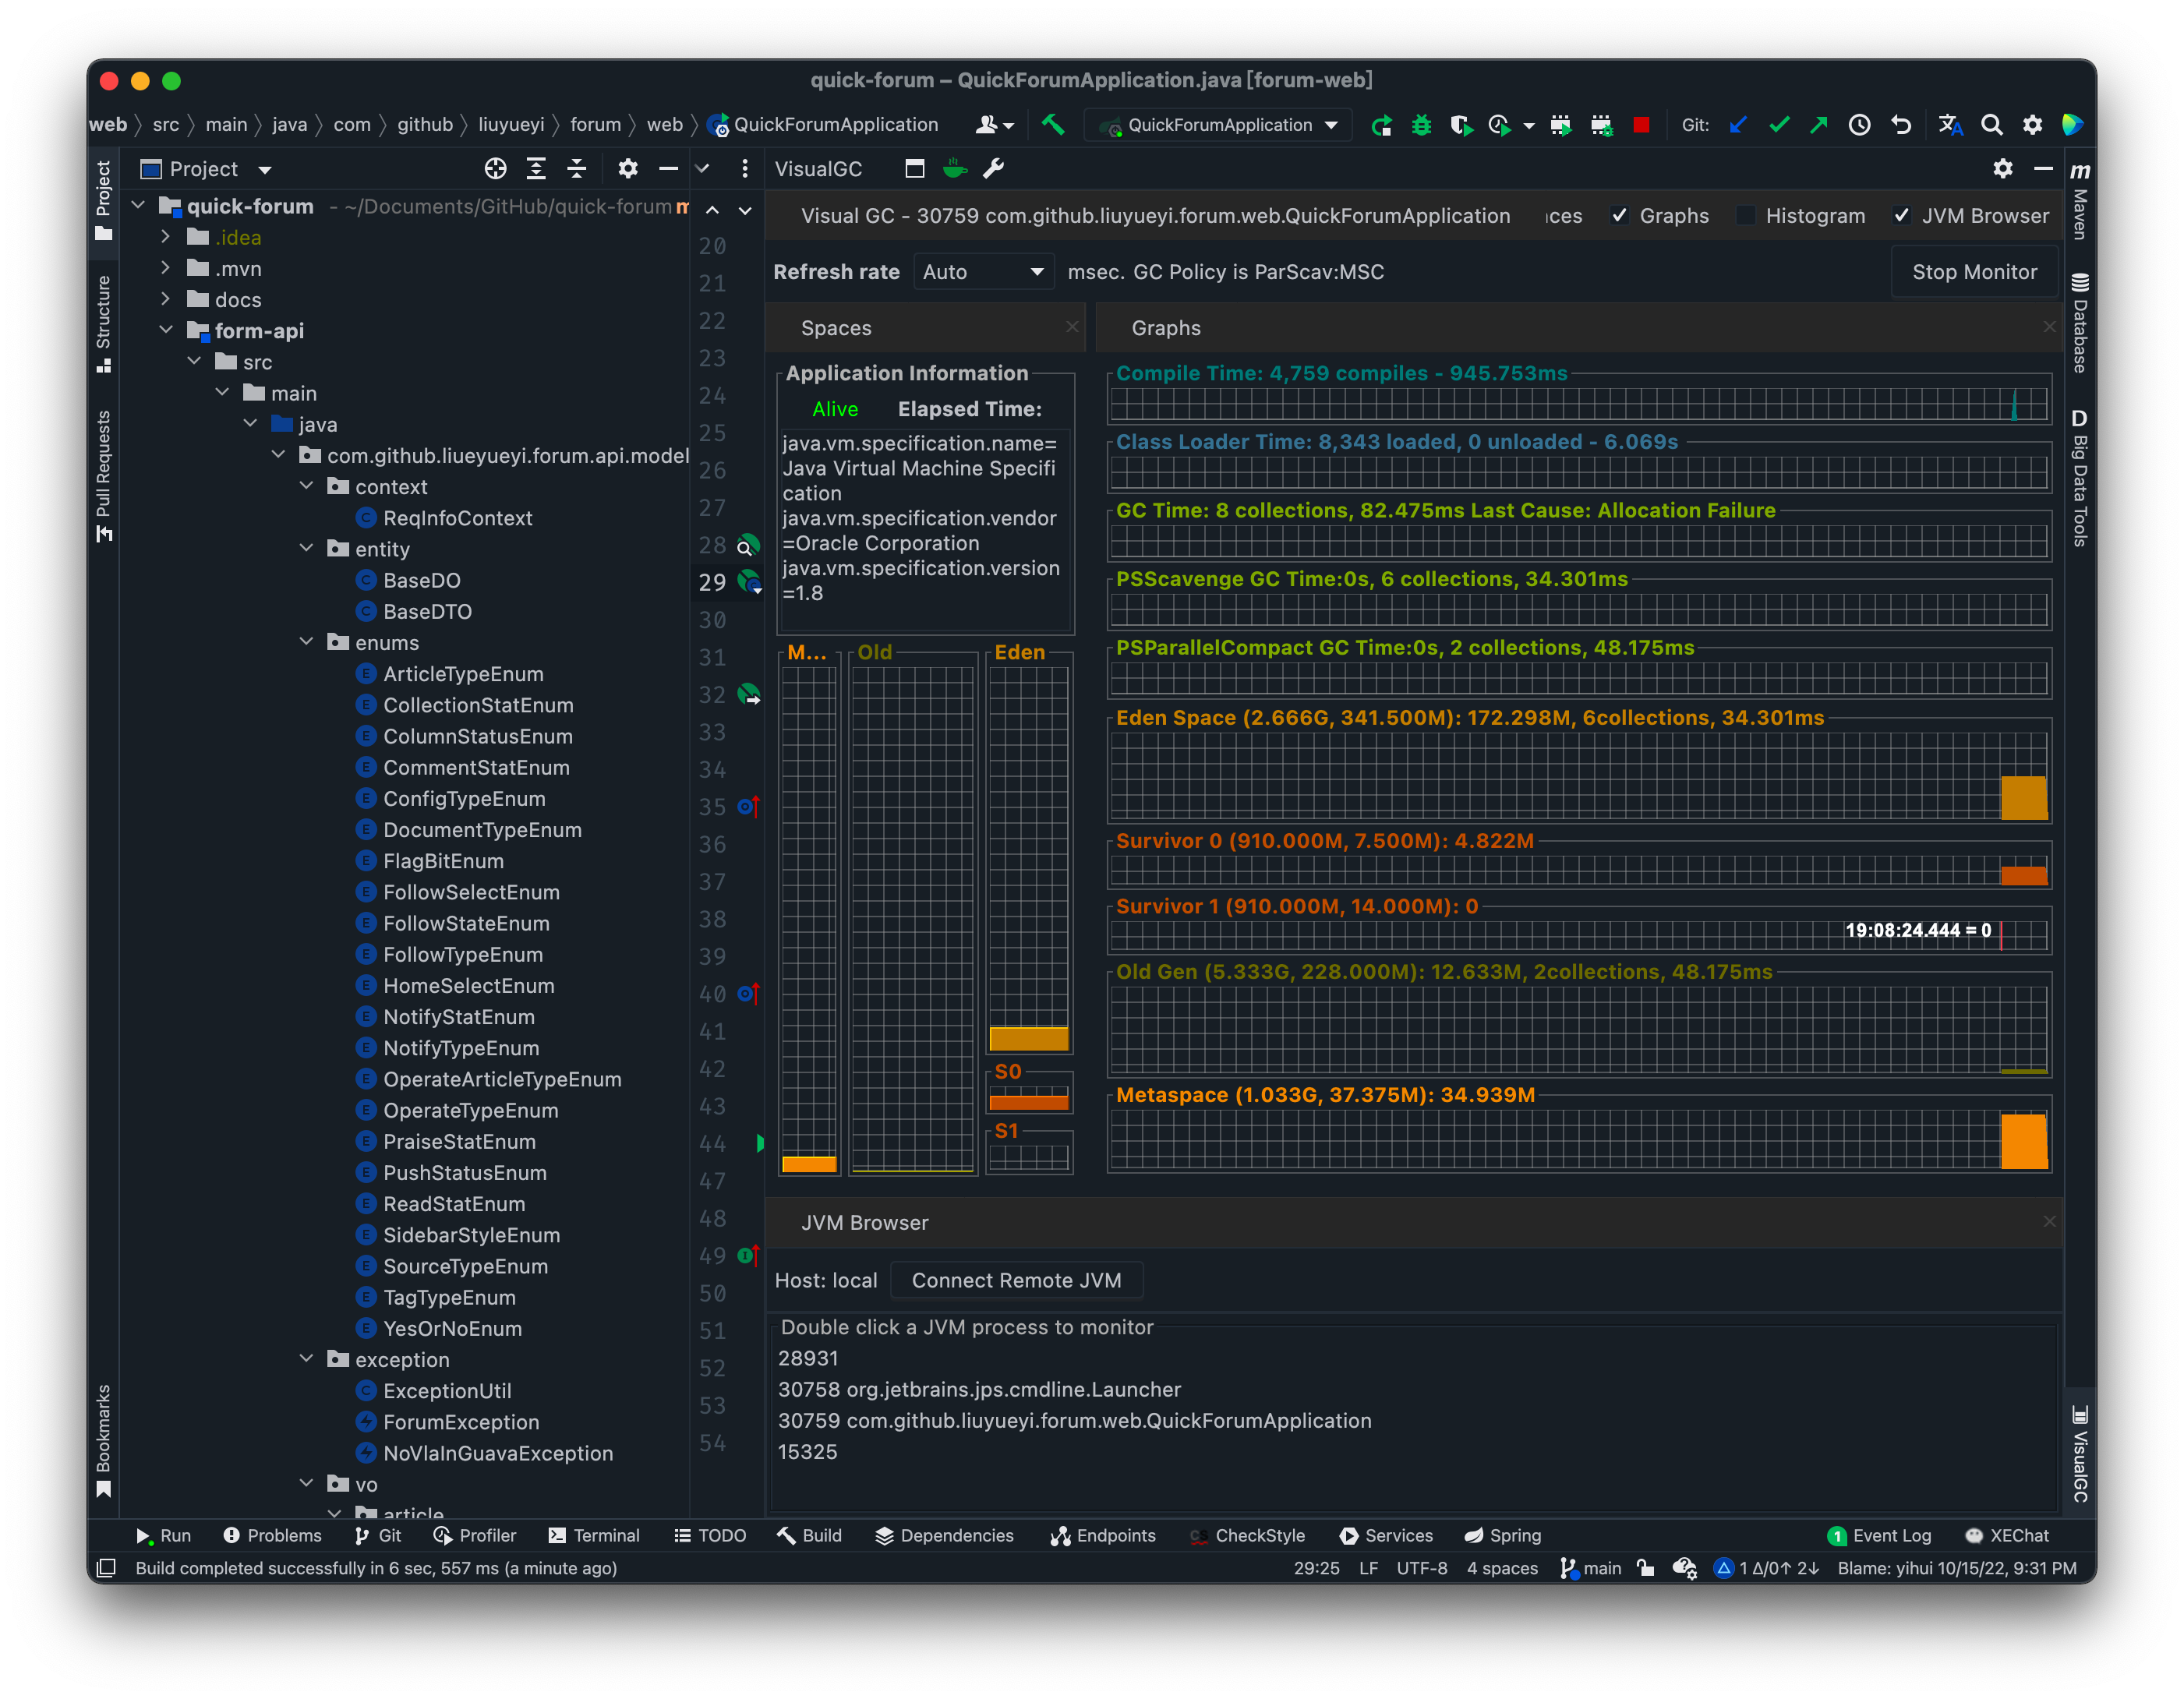 quick-forum – QuickForumApplication.java [forum-web]
web 〉 src 〉 main 〉 java 〉 com 〉 github 〉 liuyueyi 〉 forum 〉 web 〉 QuickForumApplication
QuickForumApplication
Git:
Project
quick-forum - ~/Documents/GitHub/quick-forum
.idea
.mvn
docs
form-api
src
main
java
com.github.liueyueyi.forum.api.model
context
ReqInfoContext
entity
BaseDO
BaseDTO
enums
ArticleTypeEnum
CollectionStatEnum
ColumnStatusEnum
CommentStatEnum
ConfigTypeEnum
DocumentTypeEnum
FlagBitEnum
FollowSelectEnum
FollowStateEnum
FollowTypeEnum
HomeSelectEnum
NotifyStatEnum
NotifyTypeEnum
OperateArticleTypeEnum
OperateTypeEnum
PraiseStatEnum
PushStatusEnum
ReadStatEnum
SidebarStyleEnum
SourceTypeEnum
TagTypeEnum
YesOrNoEnum
exception
ExceptionUtil
ForumException
NoVlaInGuavaException
vo
article
Project
Structure
Pull Requests
Bookmarks
20
21
22
23
24
25
26
27
28
29
30
31
32
33
34
35
36
37
38
39
40
41
42
43
44
47
48
49
50
51
52
53
54
VisualGC
Visual GC - 30759 com.github.liuyueyi.forum.web.QuickForumApplication
Graphs
Histogram
JVM Browser
Refresh rate Auto msec. GC Policy is ParScav:MSC
Stop Monitor
Spaces
Application Information
Alive Elapsed Time:
java.vm.specification.name=
Java Virtual Machine Specifi
cation
java.vm.specification.vendor
=Oracle Corporation
java.vm.specification.version
=1.8
M...
Old
Eden
S0
S1
Graphs
Compile Time: 4,759 compiles - 945.753ms
Class Loader Time: 8,343 loaded, 0 unloaded - 6.069s
GC Time: 8 collections, 82.475ms Last Cause: Allocation Failure
PSScavenge GC Time:0s, 6 collections, 34.301ms
PSParallelCompact GC Time:0s, 2 collections, 48.175ms
Eden Space (2.666G, 341.500M): 172.298M, 6collections, 34.301ms
Survivor 0 (910.000M, 7.500M): 4.822M
Survivor 1 (910.000M, 14.000M): 0
19:08:24.444 = 0
Old Gen (5.333G, 228.000M): 12.633M, 2collections, 48.175ms
Metaspace (1.033G, 37.375M): 34.939M
JVM Browser
Host: local
Connect Remote JVM
Double click a JVM process to monitor
28931
30758 org.jetbrains.jps.cmdline.Launcher
30759 com.github.liuyueyi.forum.web.QuickForumApplication
15325
m Maven
Database
D Big Data Tools
VisualGC
Run
Problems
Git
Profiler
Terminal
TODO
Build
Dependencies
Endpoints
CheckStyle
Services
Spring
1 Event Log
XEChat
Build completed successfully in 6 sec, 557 ms (a minute ago)
29:25 LF UTF-8 4 spaces main 1 Δ/0↑ 2↓ Blame: yihui 10/15/22, 9:31 PM